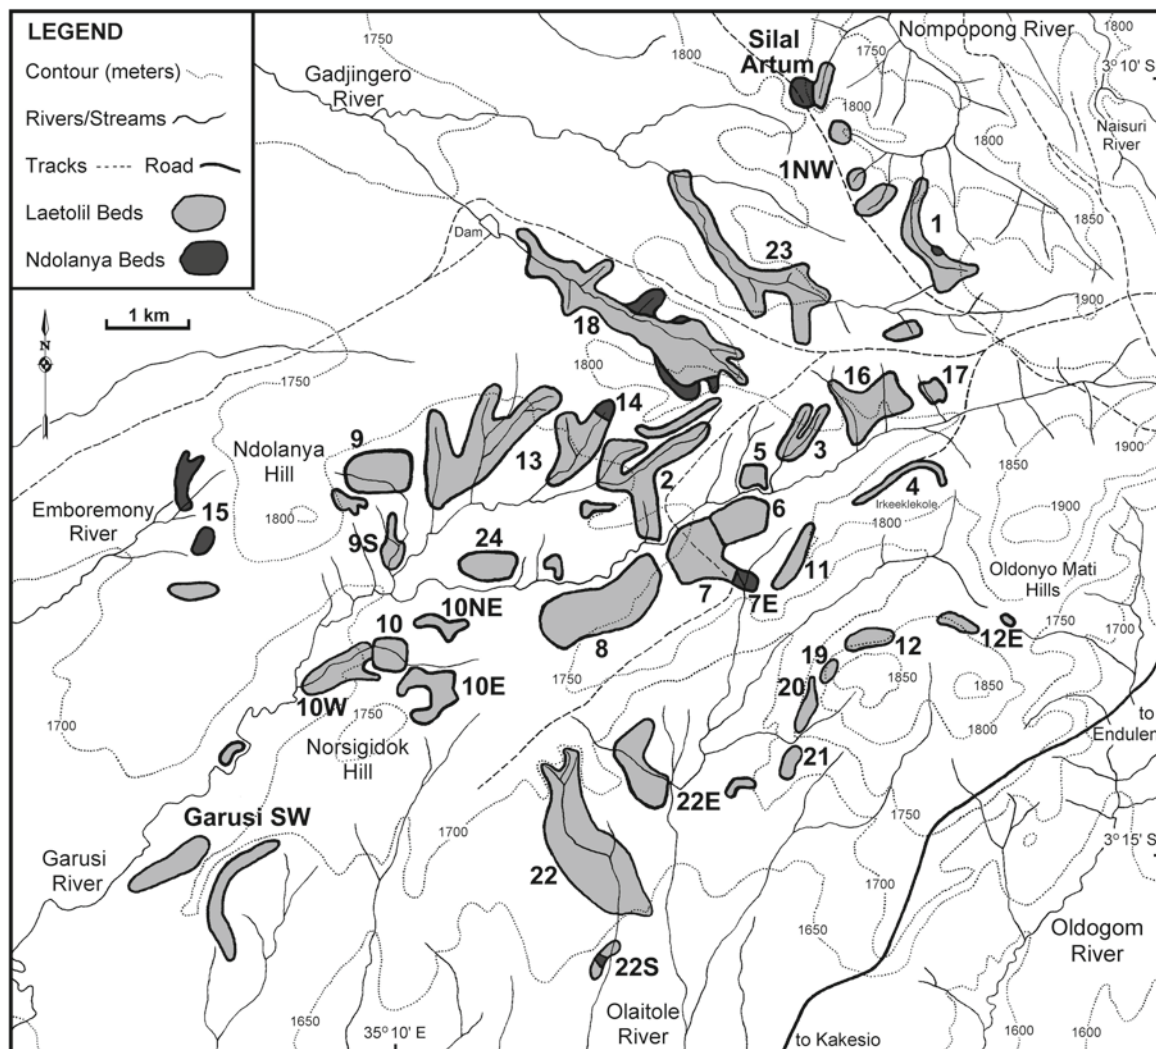 LEGEND
Contour (meters)
Rivers/Streams
Tracks
Road
Laetolil Beds
Ndolanya Beds
1 km
N
1750
Gadjingero
River
1800
Silal
Artum
1750
Nompopong River
1800
3° 10' S
1800
Naisuri
River
1800
1NW
1850
1
Dam
23
1900
18
1800
1750
16
17
14
1900
Ndolanya
Hill
9
13
5
3
1850
2
4
Irkeeklekole
Emboremony
River
15
1800
6
1800
1900
9S
24
11
Oldonyo Mati
Hills
7
7E
10NE
1750
1700
10
8
12
12E
19
1750
1850
1850
10E
20
10W
1750
1700
to
Endulen
1800
Norsigidok
Hill
21
22E
1750
Garusi SW
1700
3° 15' S
Garusi
River
22
1700
1650
Oldogom
River
22S
1650
35° 10' E
Olaitole
River
to Kakesio
1600
1600